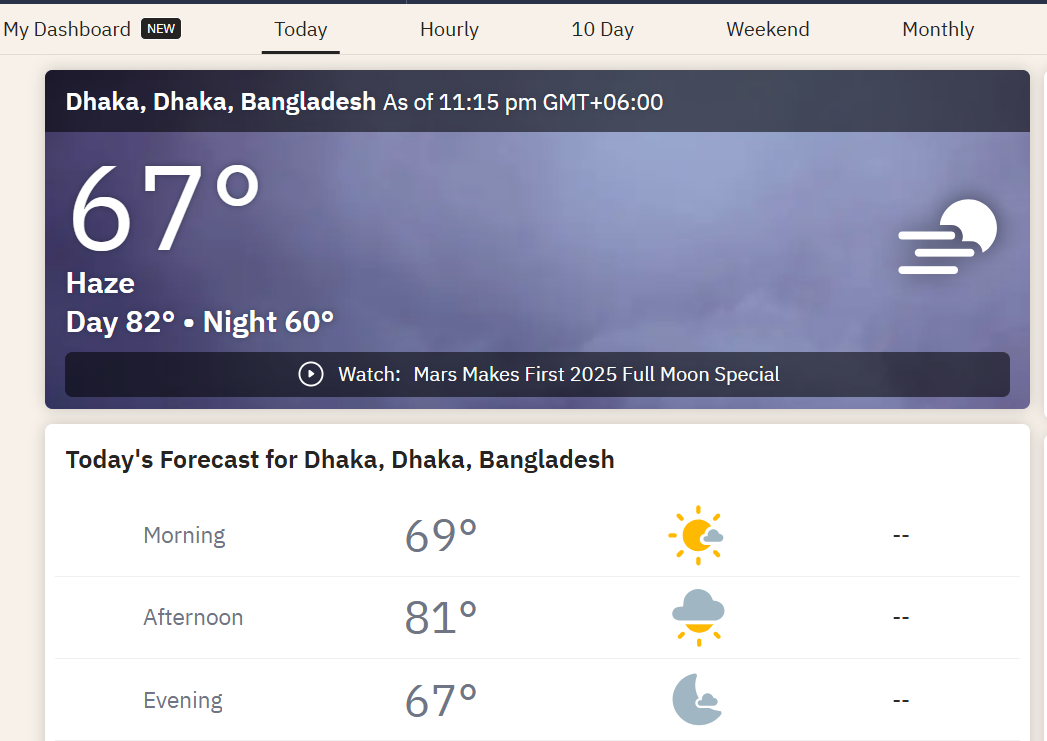 My Dashboard NEW Today Hourly 10 Day Weekend Monthly
Dhaka, Dhaka, Bangladesh As of 11:15 pm GMT+06:00
67°
Haze
Day 82° • Night 60°
Watch: Mars Makes First 2025 Full Moon Special
Today's Forecast for Dhaka, Dhaka, Bangladesh
Morning 69° --
Afternoon 81° --
Evening 67° --